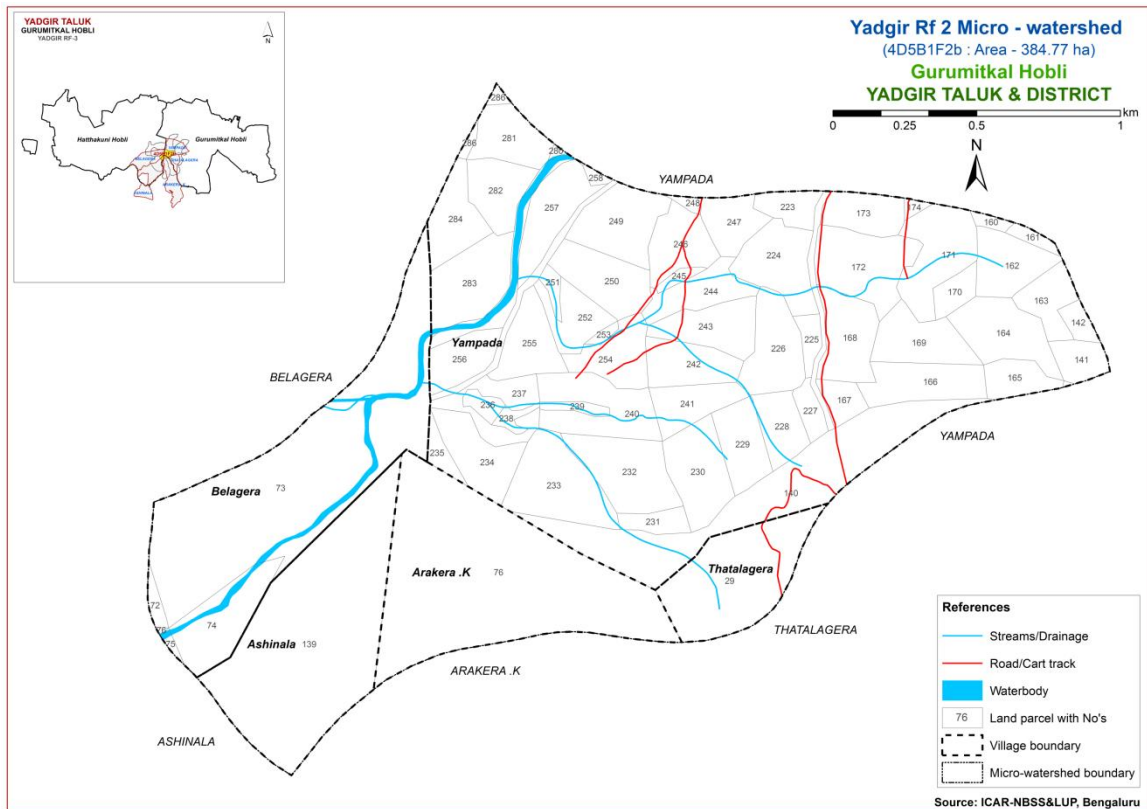 YADGIR TALUK
GURUMITKAL HOBLI
YADGIR RF-3
N
Hatthakuni Hobli
Gurumitkal Hobli
Yadgir Rf 2 Micro - watershed
(4D5B1F2b : Area - 384.77 ha)
Gurumitkal Hobli
YADGIR TALUK & DISTRICT
km
0 0.25 0.5 1
N
286
281
286
280
258
YAMPADA
282
257
248
247
223
173
174
160
161
284
249
246
224
172
171
162
283
251
250
245
244
170
163
252
253
243
225
168
164
142
Yampada
255
254
226
169
256
242
141
BELAGERA
237
166
165
236
239
241
227
167
238
240
228
YAMPADA
235
234
229
232
230
Belagera
73
233
140
231
Arakera .K
76
Thatalagera
29
72
74
76
75
Ashinala
139
THATALAGERA
ARAKERA .K
ASHINALA
References
Streams/Drainage
Road/Cart track
Waterbody
76 Land parcel with No's
Village boundary
Micro-watershed boundary
Source: ICAR-NBSS&LUP, Bengaluru